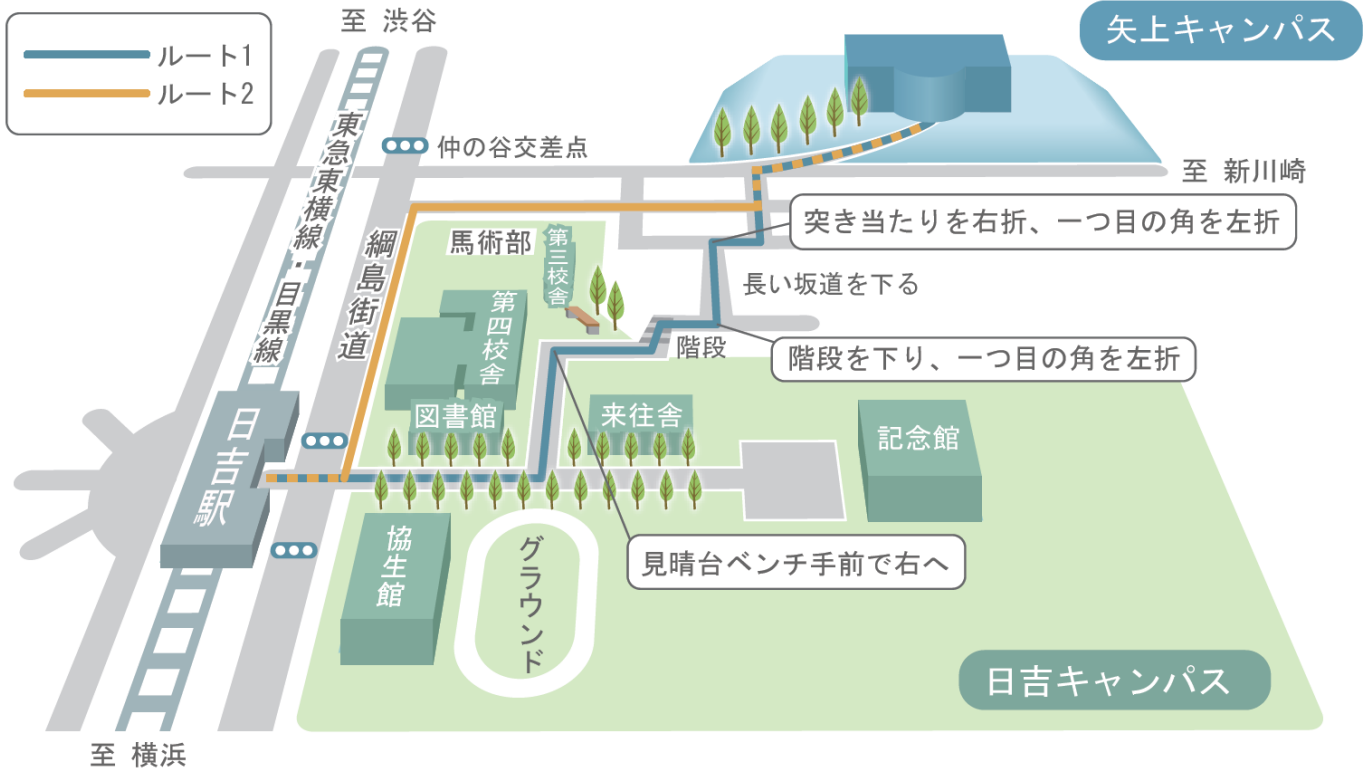 至 渋谷
矢上キャンパス
ルート1
ルート2
東急東横線・目黒線
仲の谷交差点
至 新川崎
突き当たりを右折、一つ目の角を左折
綱島街道
馬術部
第三校舎
長い坂道を下る
第四校舎
階段
階段を下り、一つ目の角を左折
日吉駅
図書館
来往舎
記念館
協生館
グラウンド
見晴台ベンチ手前で右へ
日吉キャンパス
至 横浜